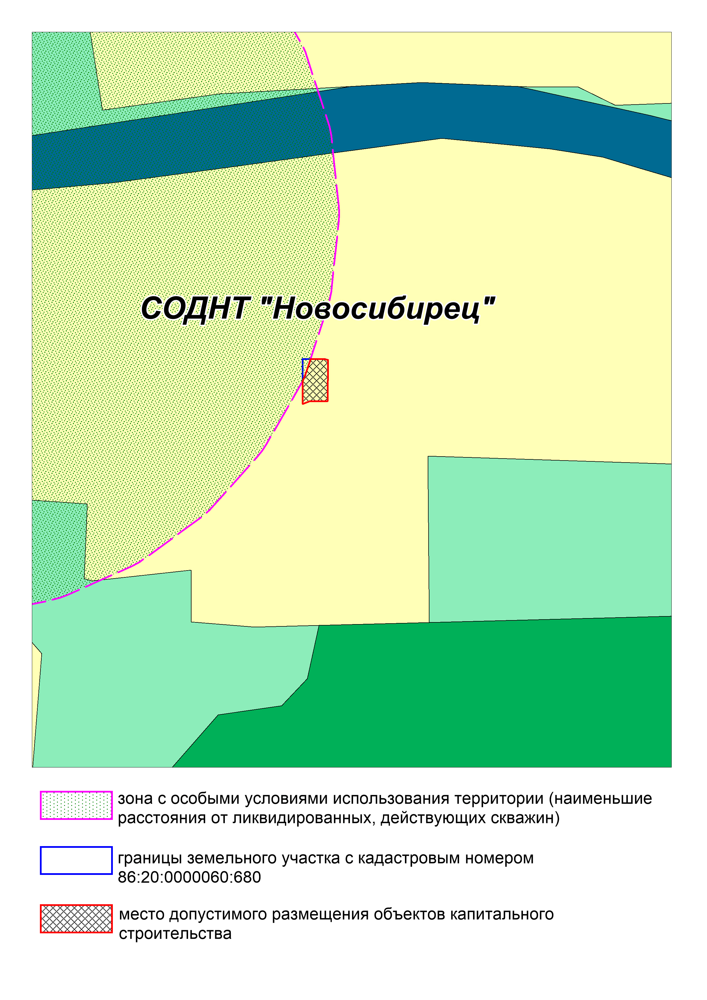 СОДНТ "Новосибирец"
зона с особыми условиями использования территории (наименьшие
расстояния от ликвидированных, действующих скважин)
границы земельного участка с кадастровым номером
86:20:0000060:680
место допустимого размещения объектов капитального
строительства